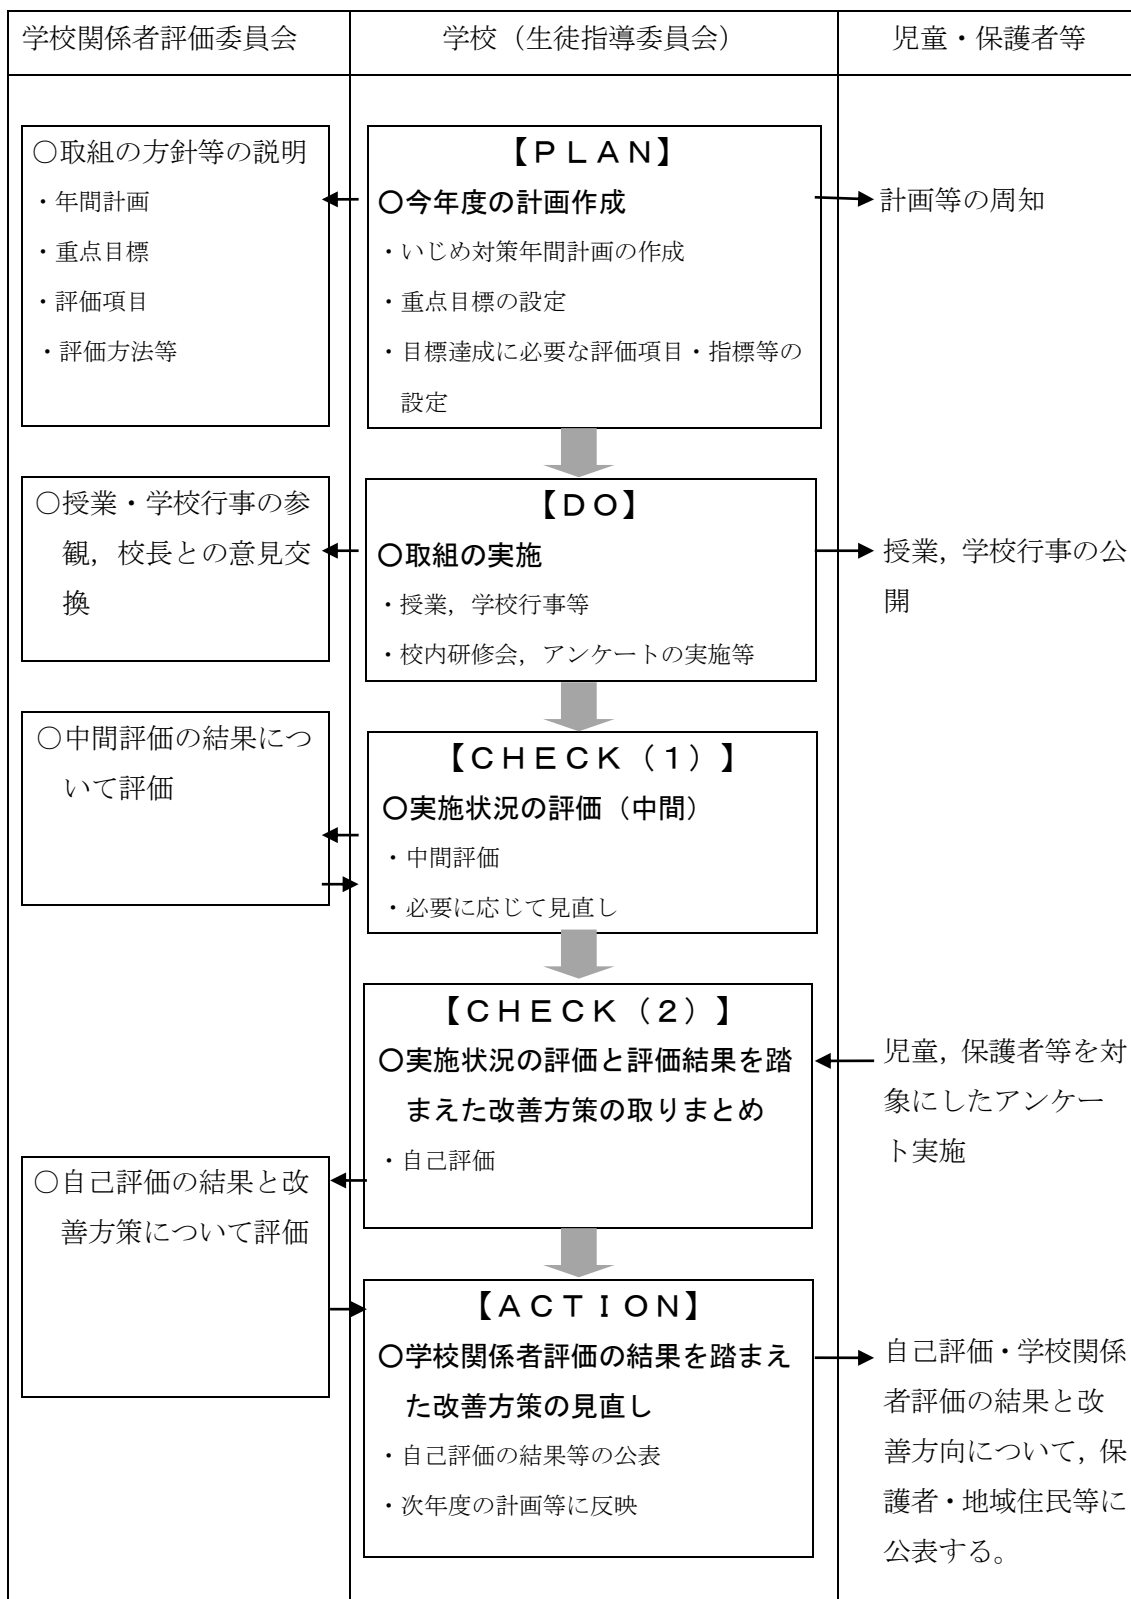 学校関係者評価委員会
学校（生徒指導委員会）
児童・保護者等
○取組の方針等の説明
・年間計画
・重点目標
・評価項目
・評価方法等
【ＰＬＡＮ】
○今年度の計画作成
・いじめ対策年間計画の作成
・重点目標の設定
・目標達成に必要な評価項目・指標等の
設定
計画等の周知
○授業・学校行事の参
観，校長との意見交
換
【ＤＯ】
○取組の実施
・授業，学校行事等
・校内研修会，アンケートの実施等
授業，学校行事の公
開
○中間評価の結果につ
いて評価
【ＣＨＥＣＫ（１）】
○実施状況の評価（中間）
・中間評価
・必要に応じて見直し
【ＣＨＥＣＫ（２）】
○実施状況の評価と評価結果を踏
まえた改善方策の取りまとめ
・自己評価
児童，保護者等を対
象にしたアンケー
ト実施
○自己評価の結果と改
善方策について評価
【ＡＣＴＩＯＮ】
○学校関係者評価の結果を踏まえ
た改善方策の見直し
・自己評価の結果等の公表
・次年度の計画等に反映
自己評価・学校関係
者評価の結果と改
善方向について，保
護者・地域住民等に
公表する。